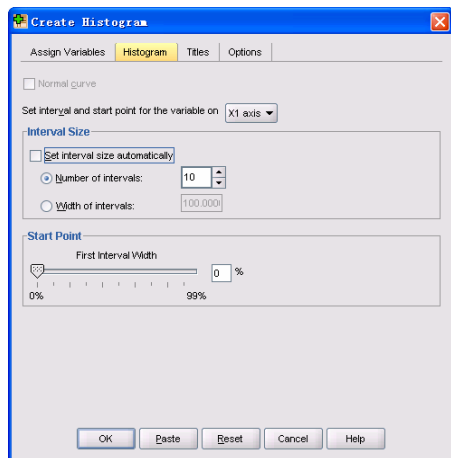 Create Histogram
Assign Variables Histogram Titles Options
Normal curve
Set interval and start point for the variable on X1 axis
Interval Size
Set interval size automatically
Number of intervals: 10
Width of intervals: 100.000
Start Point
First Interval Width
0 %
0% 99%
OK Paste Reset Cancel Help